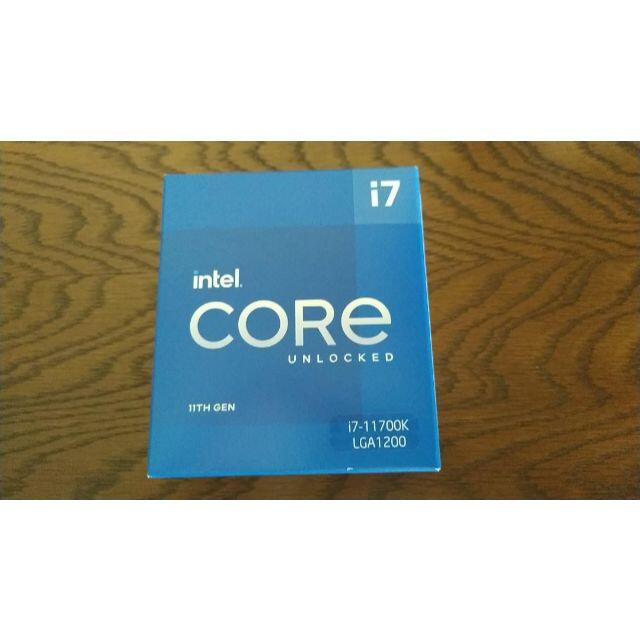 i7
intel
CORE
UNLOCKED
11TH GEN
i7-11700K
LGA1200